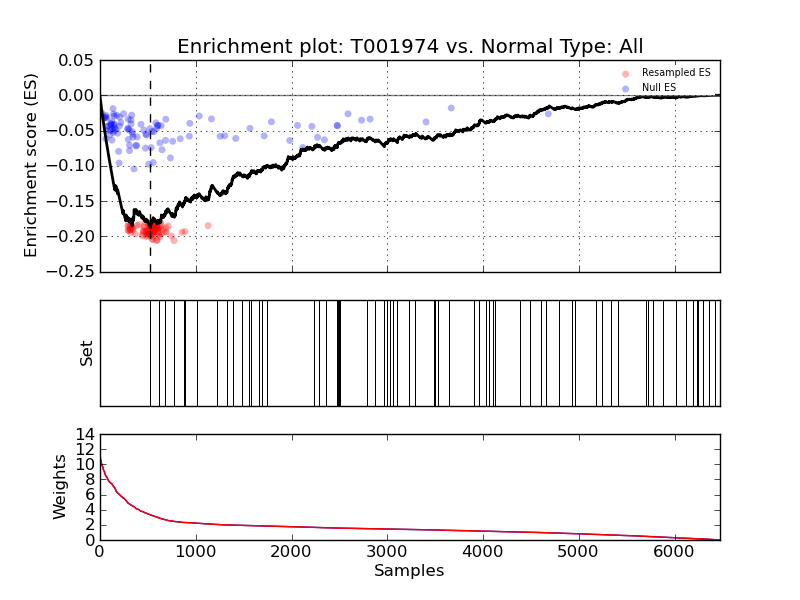 Enrichment plot: T001974 vs. Normal Type: All
Enrichment score (ES)
0.05
0.00
−0.05
−0.10
−0.15
−0.20
−0.25
Resampled ES
Null ES
Set
Weights
14
12
10
8
6
4
2
0
0 1000 2000 3000 4000 5000 6000
Samples